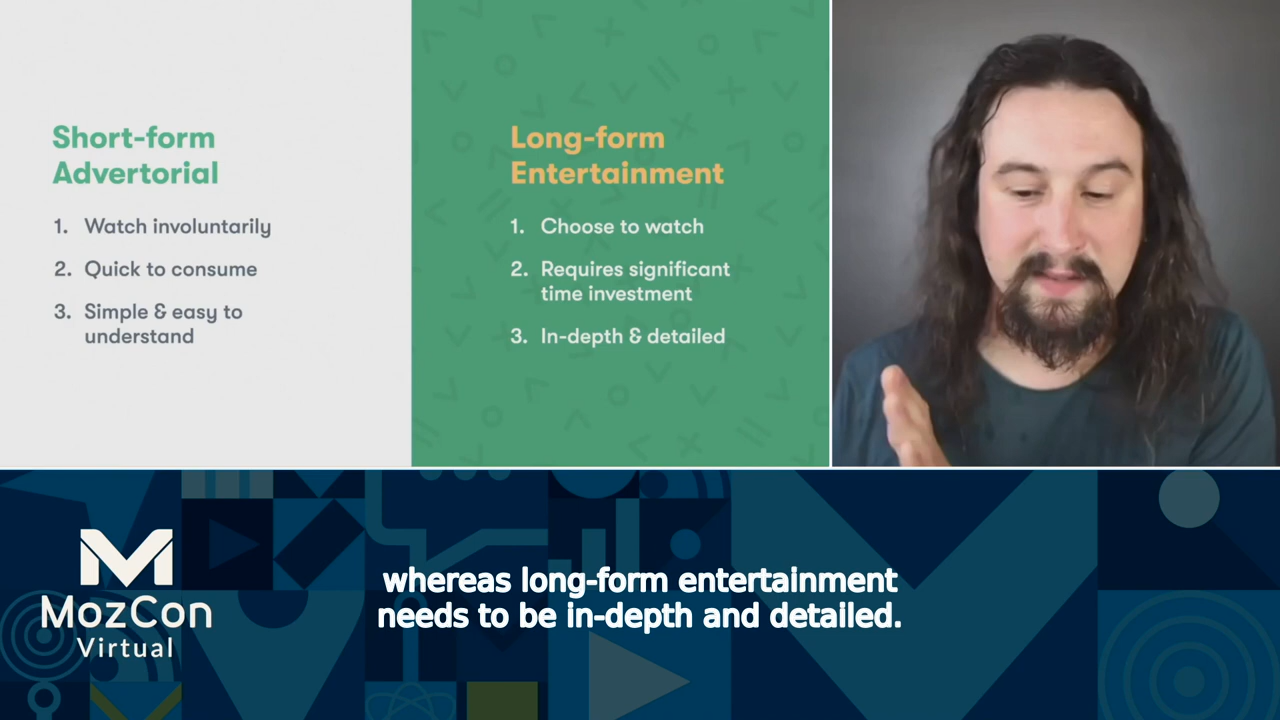 Short-form
Advertorial
1. Watch involuntarily
2. Quick to consume
3. Simple & easy to
understand
Long-form
Entertainment
1. Choose to watch
2. Requires significant
time investment
3. In-depth & detailed
MozCon
Virtual
whereas long-form entertainment
needs to be in-depth and detailed.